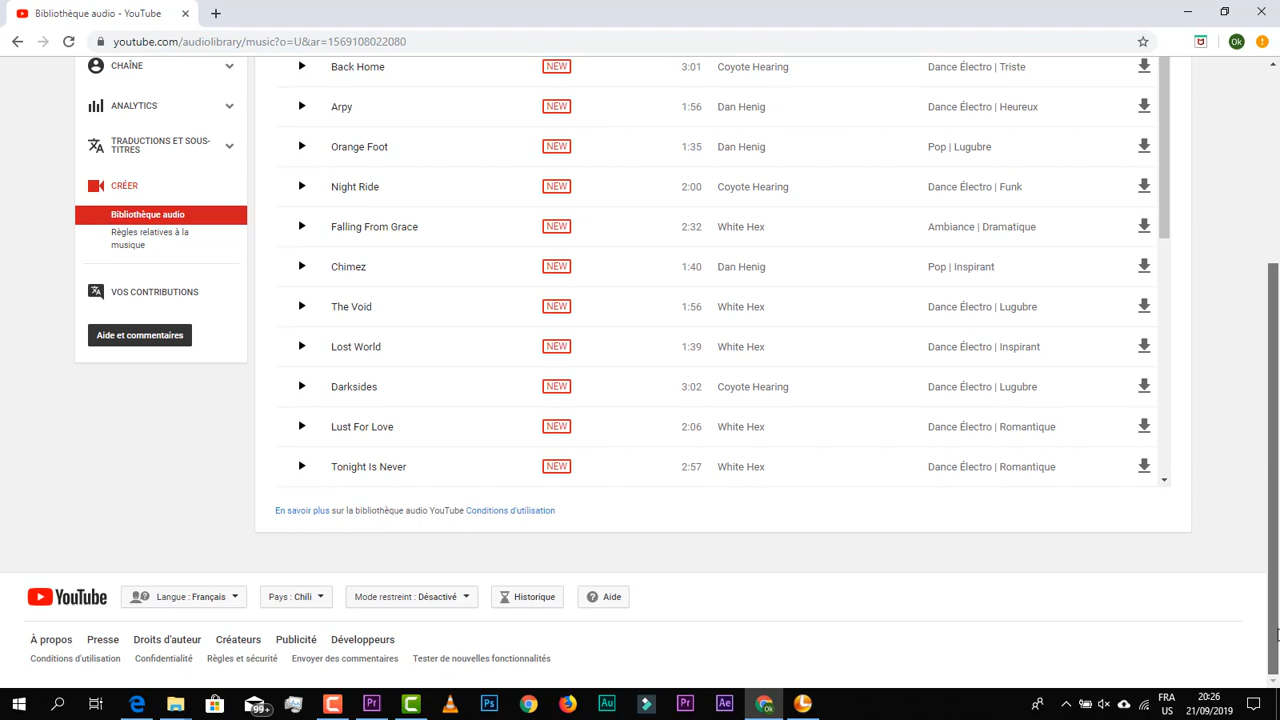 Bibliothèque audio - YouTube
youtube.com/audiolibrary/music?o=U&ar=1569108022080
Ok
CHAÎNE
ANALYTICS
TRADUCTIONS ET SOUS-
TITRES
CRÉER
Bibliothèque audio
Règles relatives à la
musique
VOS CONTRIBUTIONS
Aide et commentaires
Back Home NEW 3:01 Coyote Hearing Dance Électro | Triste
Arpy NEW 1:56 Dan Henig Dance Électro | Heureux
Orange Foot NEW 1:35 Dan Henig Pop | Lugubre
Night Ride NEW 2:00 Coyote Hearing Dance Électro | Funk
Falling From Grace NEW 2:32 White Hex Ambiance | Dramatique
Chimez NEW 1:40 Dan Henig Pop | Inspirant
The Void NEW 1:56 White Hex Dance Électro | Lugubre
Lost World NEW 1:39 White Hex Dance Électro | Inspirant
Darksides NEW 3:02 Coyote Hearing Dance Électro | Lugubre
Lust For Love NEW 2:06 White Hex Dance Électro | Romantique
Tonight Is Never NEW 2:57 White Hex Dance Électro | Romantique
En savoir plus sur la bibliothèque audio YouTube Conditions d'utilisation
YouTube Langue : Français Pays : Chili Mode restreint : Désactivé Historique Aide
À propos Presse Droits d'auteur Créateurs Publicité Développeurs
Conditions d'utilisation Confidentialité Règles et sécurité Envoyer des commentaires Tester de nouvelles fonctionnalités
99+ Pr Ps Au Pr Ae Ok
FRA 20:26
US 21/09/2019